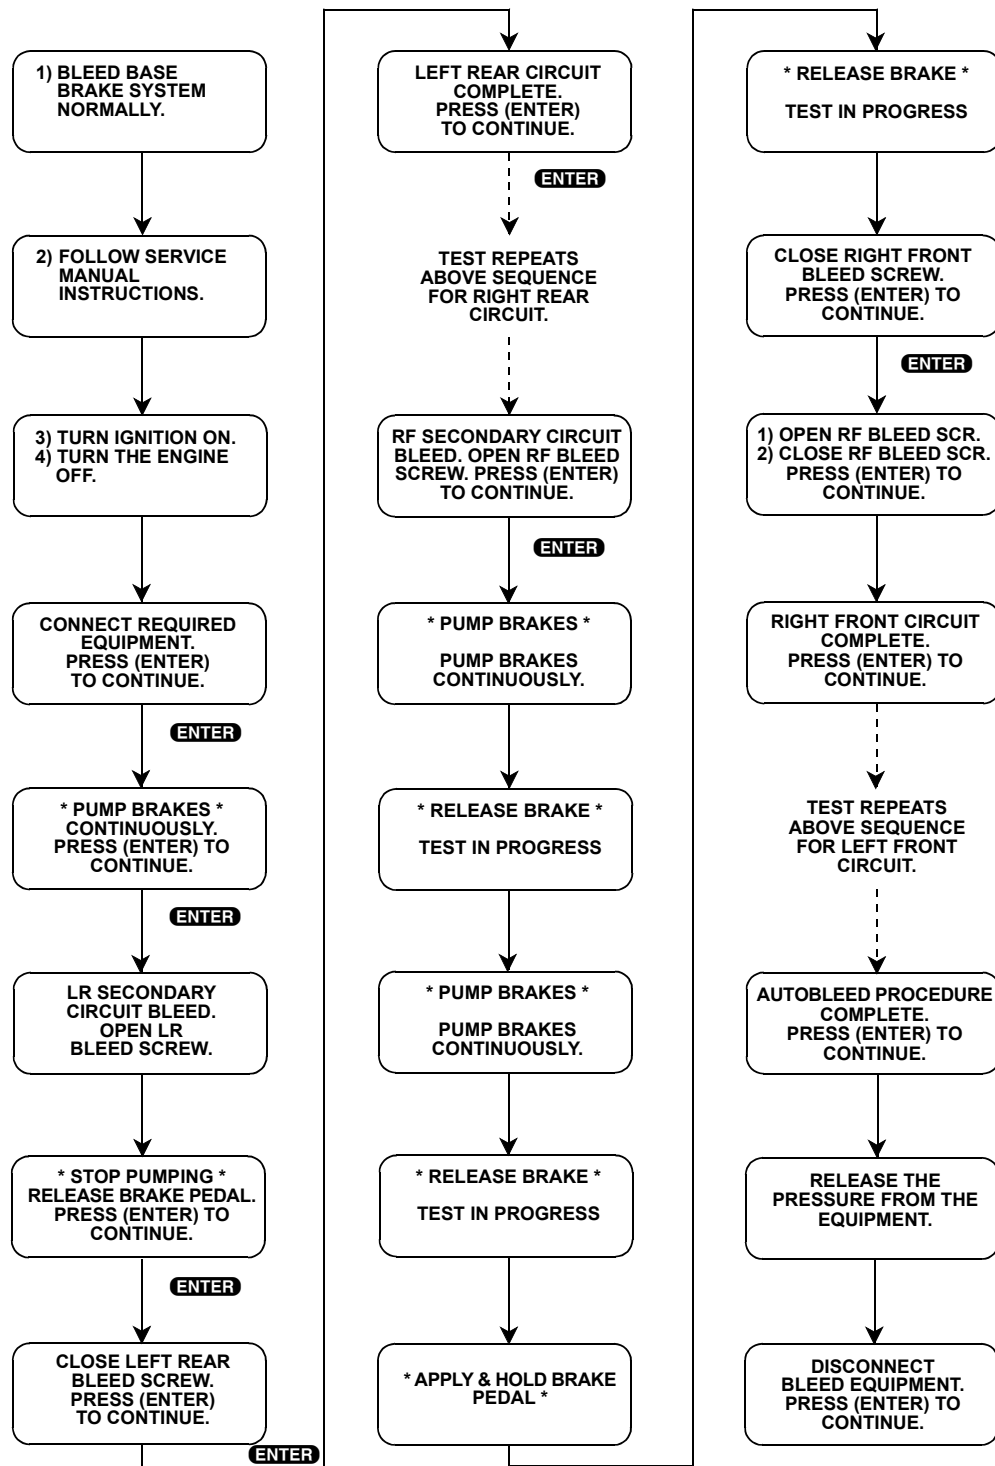 1) BLEED BASE
BRAKE SYSTEM
NORMALLY.
2) FOLLOW SERVICE
MANUAL
INSTRUCTIONS.
3) TURN IGNITION ON.
4) TURN THE ENGINE
OFF.
CONNECT REQUIRED
EQUIPMENT.
PRESS (ENTER)
TO CONTINUE.
ENTER
* PUMP BRAKES *
CONTINUOUSLY.
PRESS (ENTER) TO
CONTINUE.
ENTER
LR SECONDARY
CIRCUIT BLEED.
OPEN LR
BLEED SCREW.
* STOP PUMPING *
RELEASE BRAKE PEDAL.
PRESS (ENTER) TO
CONTINUE.
ENTER
CLOSE LEFT REAR
BLEED SCREW.
PRESS (ENTER)
TO CONTINUE.
ENTER
LEFT REAR CIRCUIT
COMPLETE.
PRESS (ENTER)
TO CONTINUE.
ENTER
TEST REPEATS
ABOVE SEQUENCE
FOR RIGHT REAR
CIRCUIT.
RF SECONDARY CIRCUIT
BLEED. OPEN RF BLEED
SCREW. PRESS (ENTER)
TO CONTINUE.
ENTER
* PUMP BRAKES *
PUMP BRAKES
CONTINUOUSLY.
* RELEASE BRAKE *
TEST IN PROGRESS
* PUMP BRAKES *
PUMP BRAKES
CONTINUOUSLY.
* RELEASE BRAKE *
TEST IN PROGRESS
* APPLY & HOLD BRAKE
PEDAL *
* RELEASE BRAKE *
TEST IN PROGRESS
CLOSE RIGHT FRONT
BLEED SCREW.
PRESS (ENTER) TO
CONTINUE.
ENTER
1) OPEN RF BLEED SCR.
2) CLOSE RF BLEED SCR.
PRESS (ENTER) TO
CONTINUE.
RIGHT FRONT CIRCUIT
COMPLETE.
PRESS (ENTER) TO
CONTINUE.
TEST REPEATS
ABOVE SEQUENCE
FOR LEFT FRONT
CIRCUIT.
AUTOBLEED PROCEDURE
COMPLETE.
PRESS (ENTER) TO
CONTINUE.
RELEASE THE
PRESSURE FROM THE
EQUIPMENT.
DISCONNECT
BLEED EQUIPMENT.
PRESS (ENTER) TO
CONTINUE.